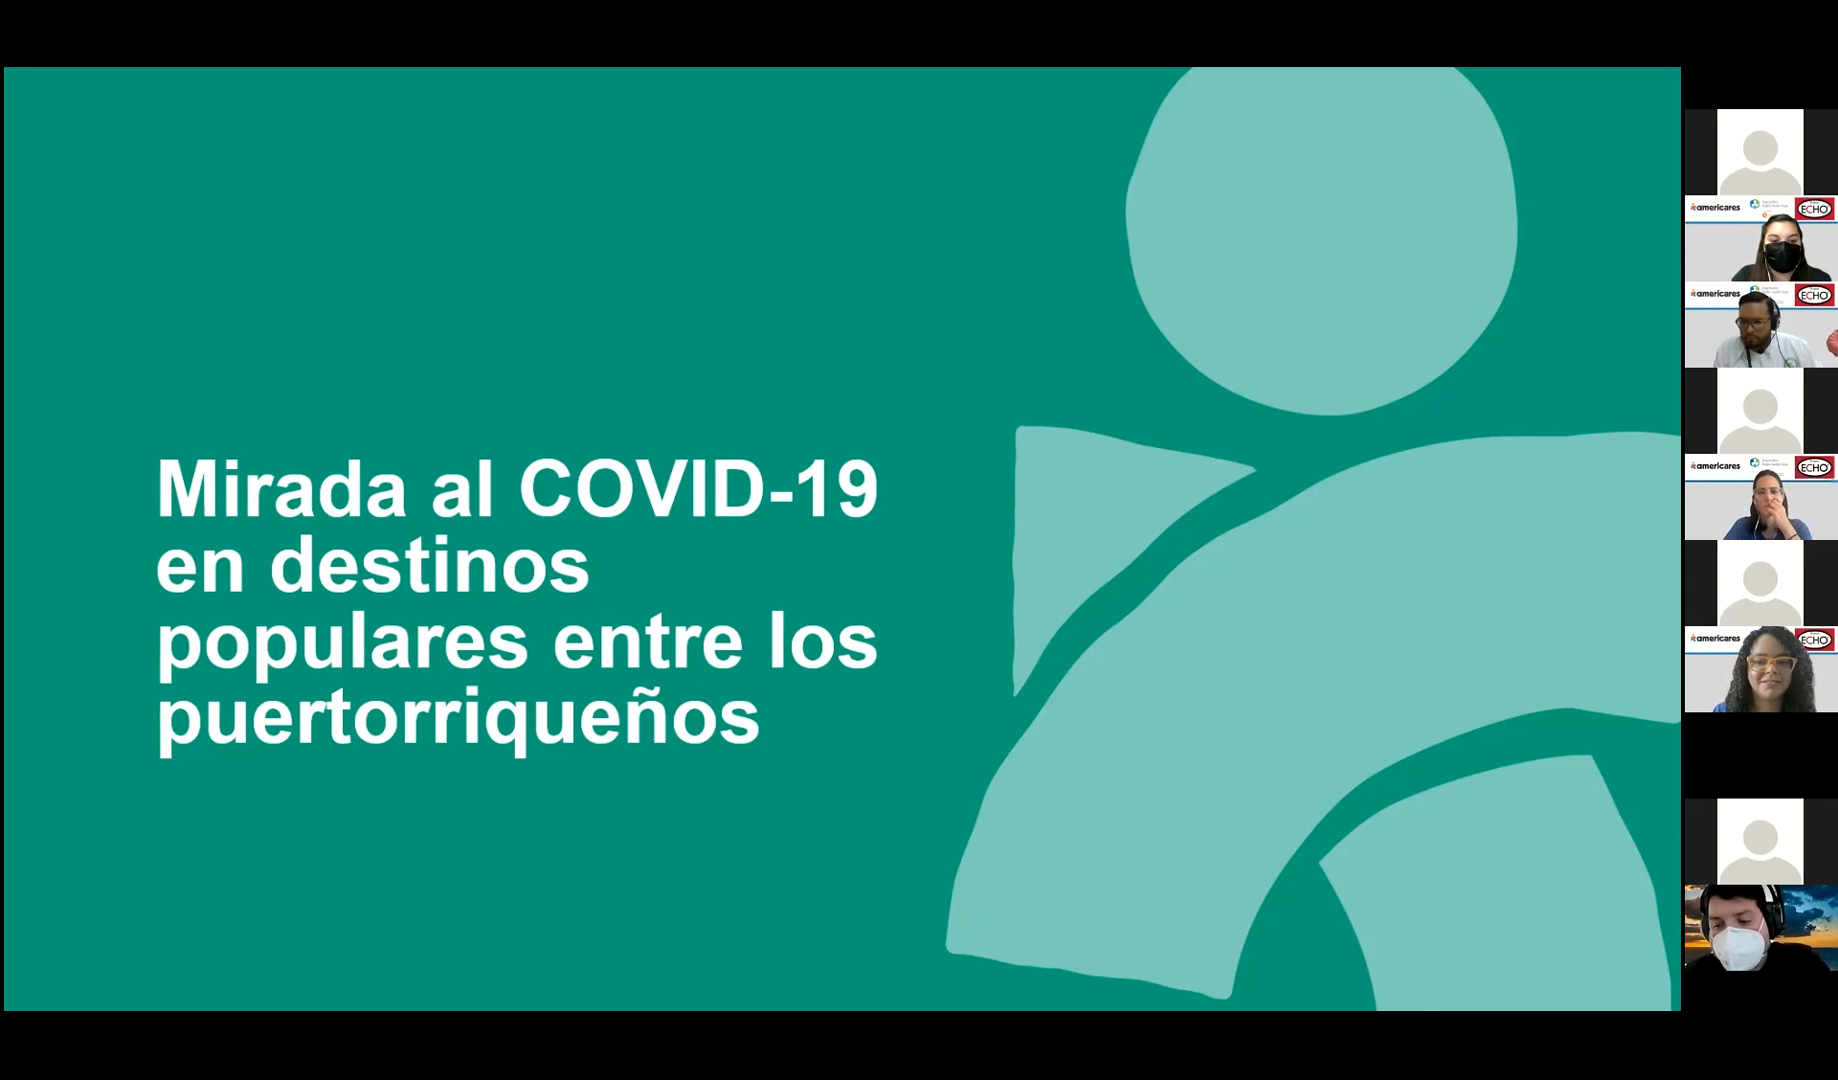 Mirada al COVID-19
en destinos
populares entre los
puertorriqueños
americares
ECHO
americares
ECHO
americares
ECHO
americares
ECHO